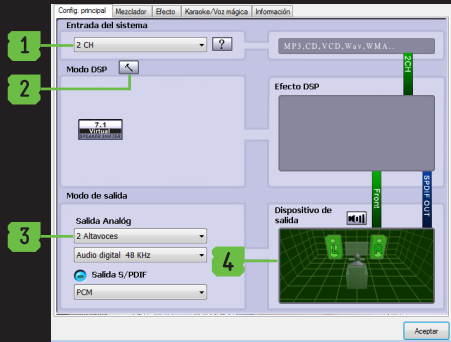 Config. principal Mezclador Efecto Karaoke/Voz mágica Información
Entrada del sistema
1
2 CH
?
MP3,CD,VCD,Wav,WMA...
2CH
Modo DSP
2
7.1
Virtual
Efecto DSP
Front
SPDIF OUT
Modo de salida
Salida Analóg
3
2 Altavoces
Audio digital 48 KHz
Salida S/PDIF
PCM
Dispositivo de
salida
4
Aceptar